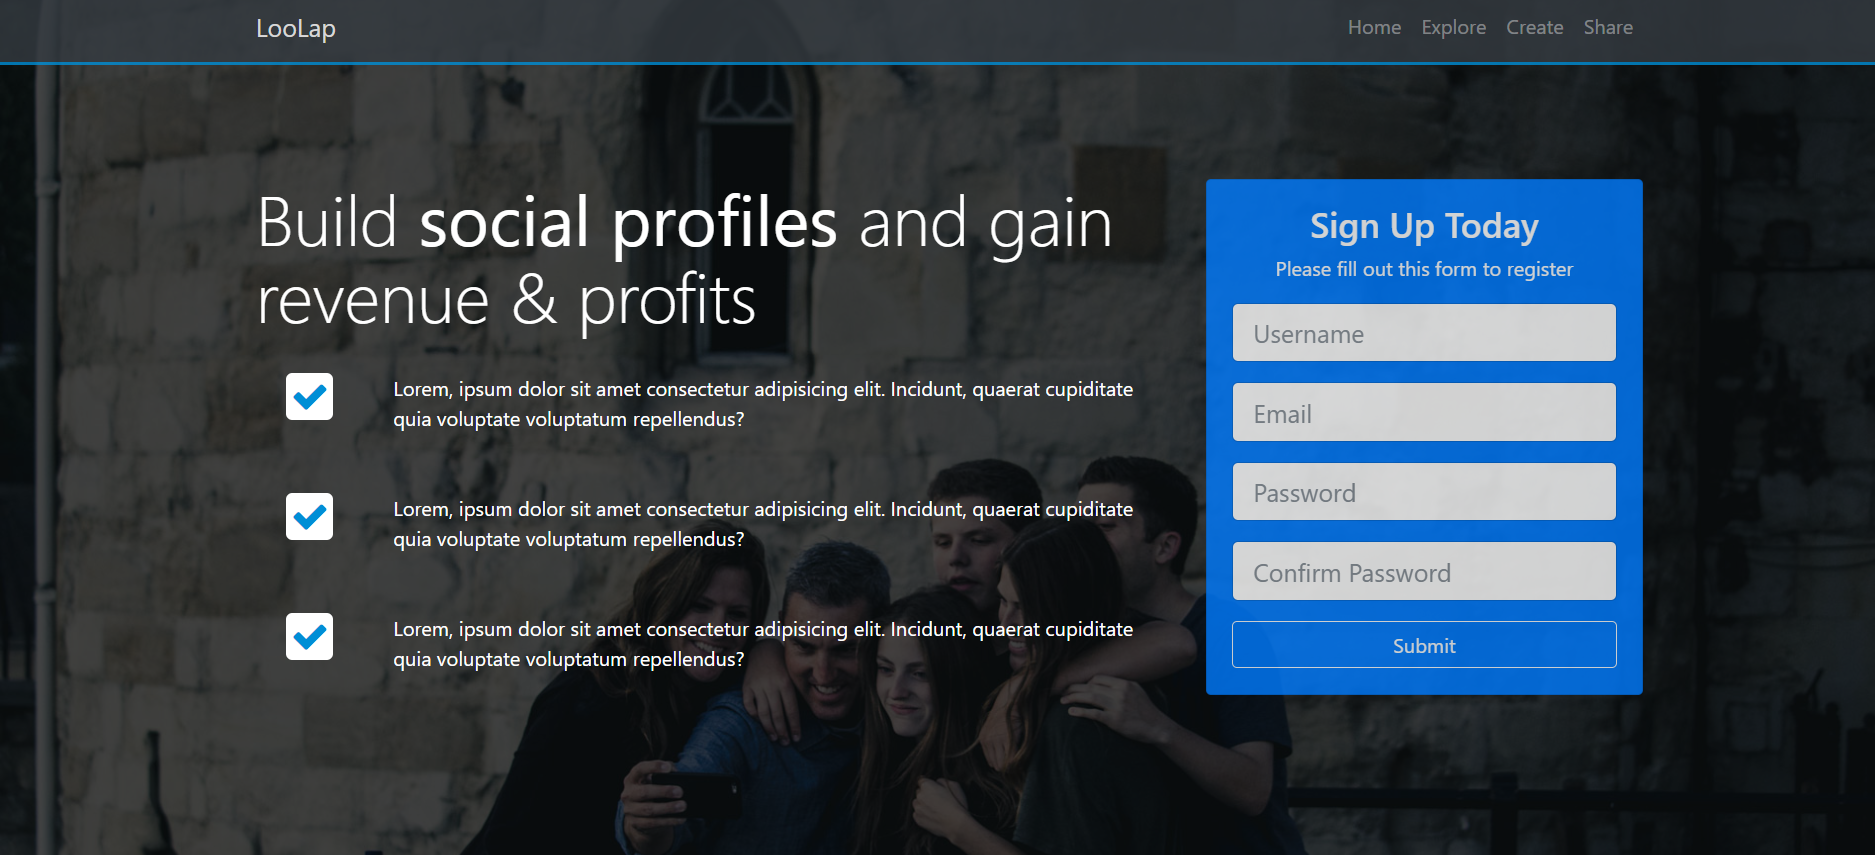 LooLap
Home Explore Create Share
Build social profiles and gain
revenue & profits
Lorem, ipsum dolor sit amet consectetur adipisicing elit. Incidunt, quaerat cupiditate
quia voluptate voluptatum repellendus?
Lorem, ipsum dolor sit amet consectetur adipisicing elit. Incidunt, quaerat cupiditate
quia voluptate voluptatum repellendus?
Lorem, ipsum dolor sit amet consectetur adipisicing elit. Incidunt, quaerat cupiditate
quia voluptate voluptatum repellendus?
Sign Up Today
Please fill out this form to register
Username
Email
Password
Confirm Password
Submit